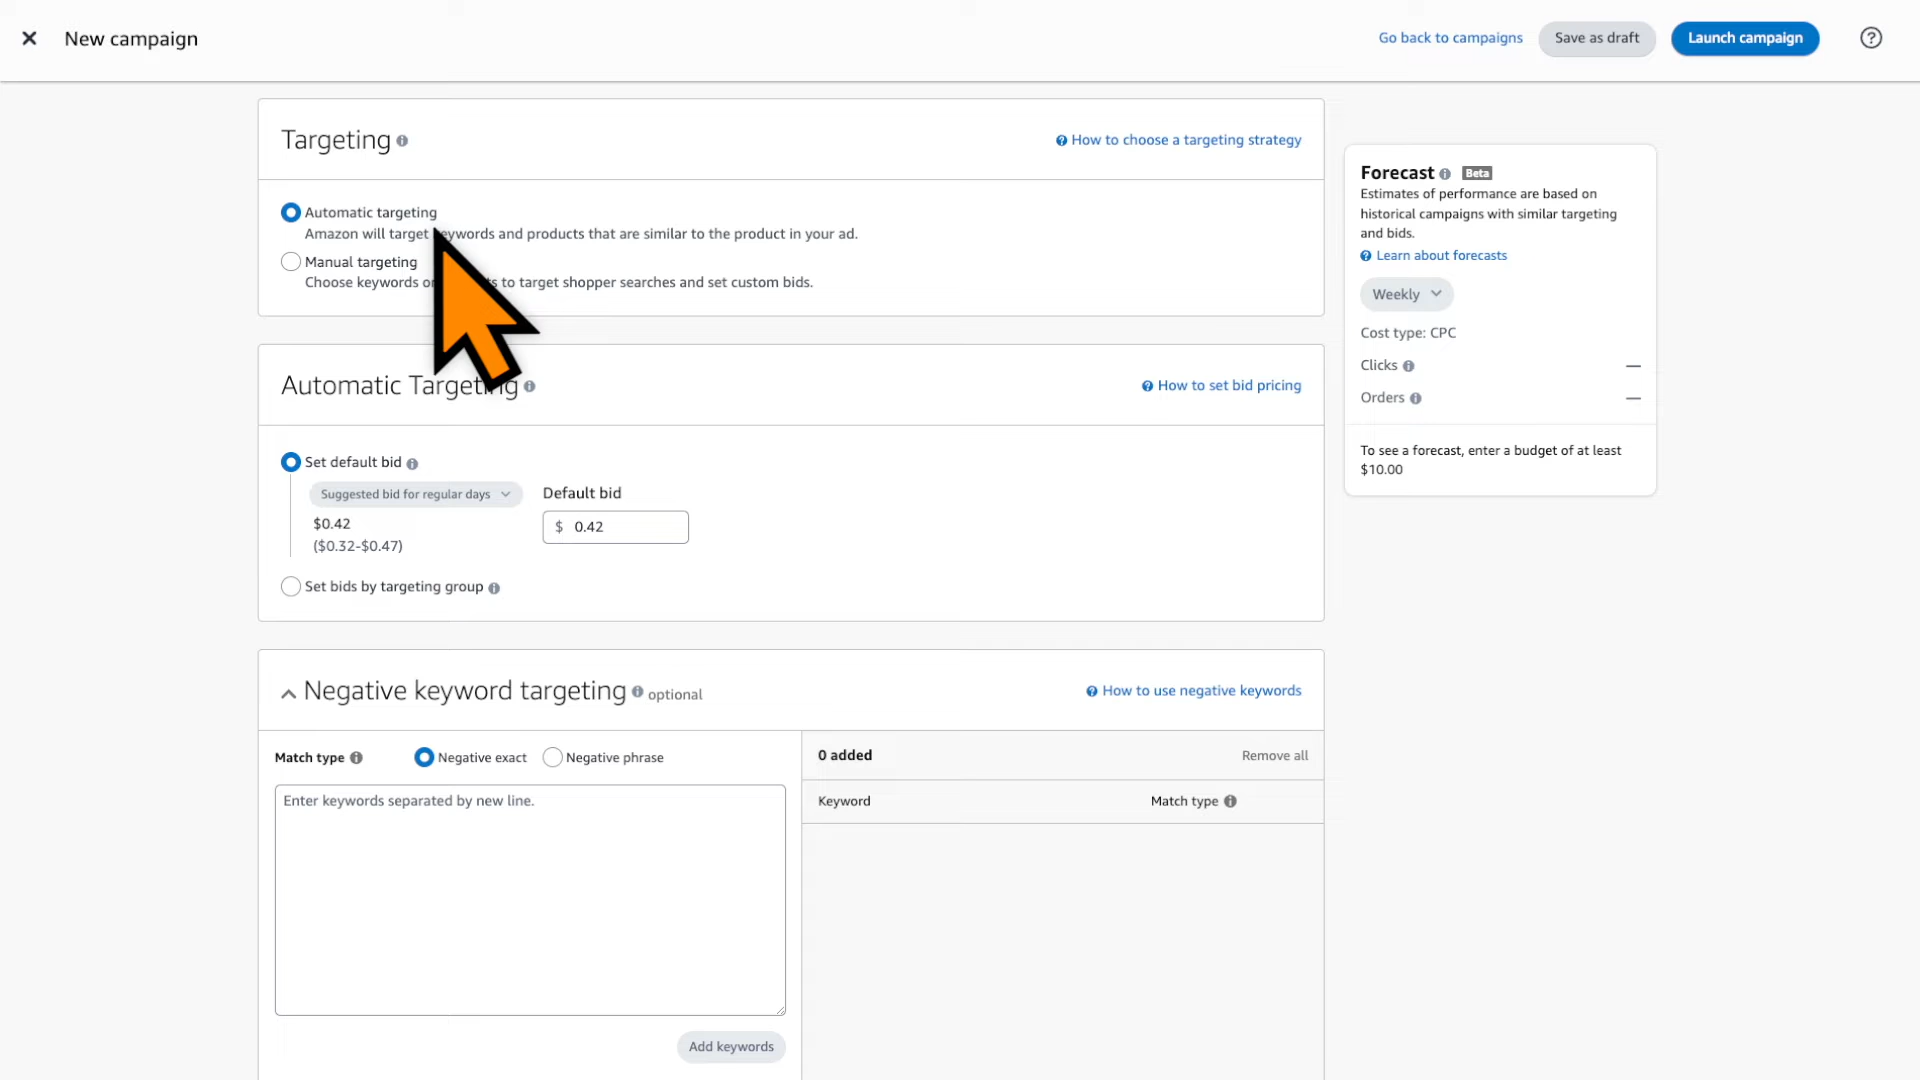 New campaign
Go back to campaigns
Save as draft
Launch campaign
Targeting
How to choose a targeting strategy
Automatic targeting
Amazon will target keywords and products that are similar to the product in your ad.
Manual targeting
Choose keywords or to target shopper searches and set custom bids.
Automatic Targeting
How to set bid pricing
Set default bid
Suggested bid for regular days
Default bid
$0.42
($0.32-$0.47)
$ 0.42
Set bids by targeting group
Negative keyword targeting optional
How to use negative keywords
Match type
Negative exact
Negative phrase
Enter keywords separated by new line.
Add keywords
0 added
Remove all
Keyword
Match type
Forecast
Beta
Estimates of performance are based on
historical campaigns with similar targeting
and bids.
Learn about forecasts
Weekly
Cost type: CPC
Clicks —
Orders —
To see a forecast, enter a budget of at least
$10.00